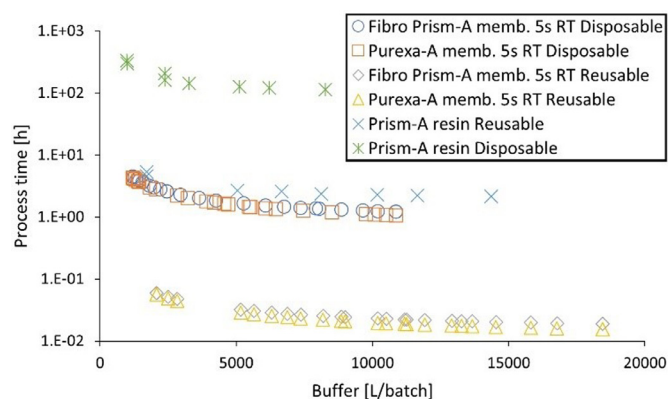 1.E+03
1.E+02
1.E+01
1.E+00
1.E-01
1.E-02
Process time [h]
0
5000
10000
15000
20000
Buffer [L/batch]
Fibro Prism-A memb. 5s RT Disposable
Purexa-A memb. 5s RT Disposable
Fibro Prism-A memb. 5s RT Reusable
Purexa-A memb. 5s RT Reusable
Prism-A resin Reusable
Prism-A resin Disposable